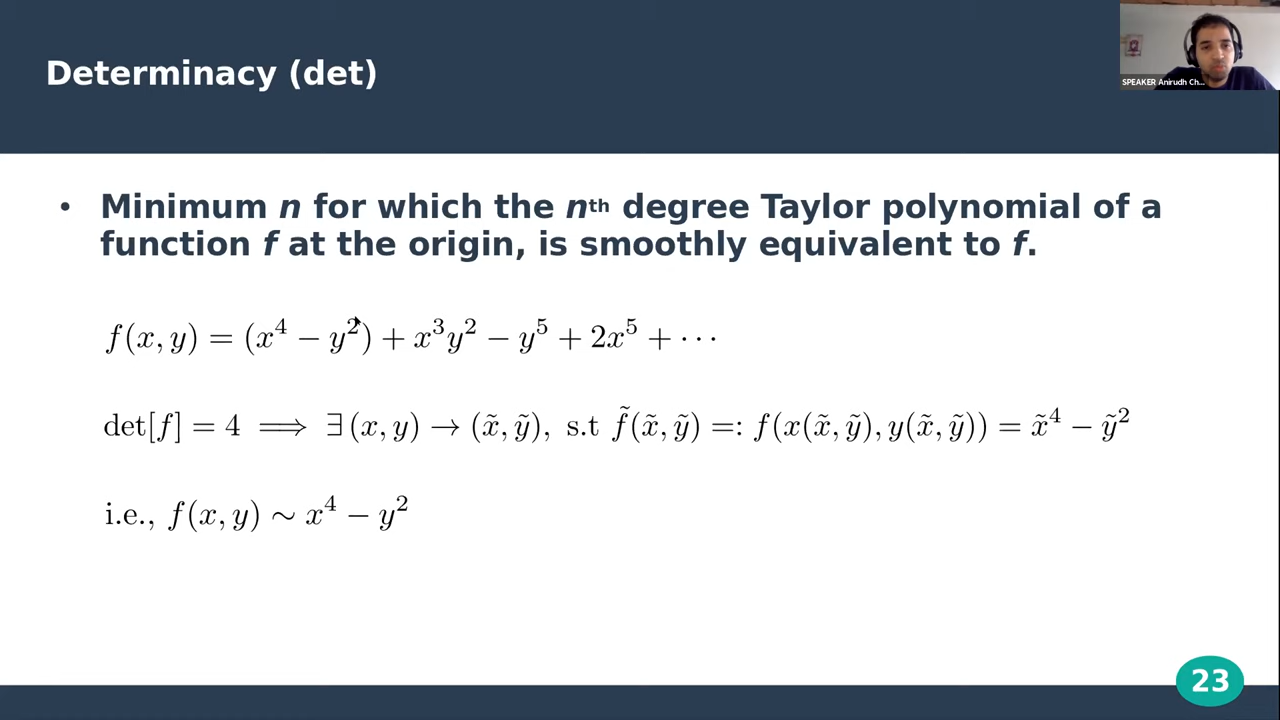 Determinacy (det)
SPEAKER Anirudh Ch...
• Minimum n for which the nth degree Taylor polynomial of a
function f at the origin, is smoothly equivalent to f.
f(x, y) = (x⁴ − y²) + x³y² − y⁵ + 2x⁵ + ⋯
det[f] = 4 ⟹ ∃ (x, y) → (x̃, ỹ), s.t f̃(x̃, ỹ) =: f(x(x̃, ỹ), y(x̃, ỹ)) = x̃⁴ − ỹ²
i.e., f(x, y) ∼ x⁴ − y²
23